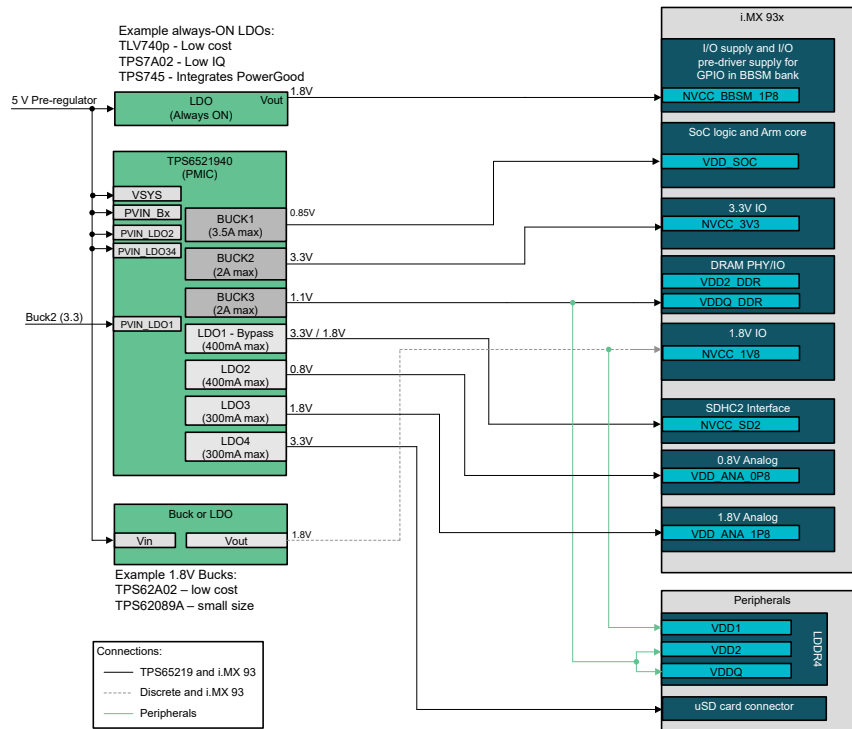 Example always-ON LDOs:
TLV740p - Low cost
TPS7A02 - Low IQ
TPS745 - Integrates PowerGood
5 V Pre-regulator
LDO
(Always ON)
Vout
1.8V
TPS6521940
(PMIC)
VSYS
PVIN_Bx
PVIN_LDO2
PVIN_LDO34
Buck2 (3.3)
PVIN_LDO1
BUCK1
(3.5A max)
0.85V
BUCK2
(2A max)
3.3V
BUCK3
(2A max)
1.1V
LDO1 - Bypass
(400mA max)
3.3V / 1.8V
LDO2
(400mA max)
0.8V
LDO3
(300mA max)
1.8V
LDO4
(300mA max)
3.3V
Buck or LDO
Vin
Vout
1.8V
Example 1.8V Bucks:
TPS62A02 – low cost
TPS62089A – small size
Connections:
TPS65219 and i.MX 93
Discrete and i.MX 93
Peripherals
i.MX 93x
I/O supply and I/O
pre-driver supply for
GPIO in BBSM bank
NVCC_BBSM_1P8
SoC logic and Arm core
VDD_SOC
3.3V IO
NVCC_3V3
DRAM PHY/IO
VDD2_DDR
VDDQ_DDR
1.8V IO
NVCC_1V8
SDHC2 Interface
NVCC_SD2
0.8V Analog
VDD_ANA_0P8
1.8V Analog
VDD_ANA_1P8
Peripherals
VDD1
VDD2
VDDQ
LDDR4
uSD card connector